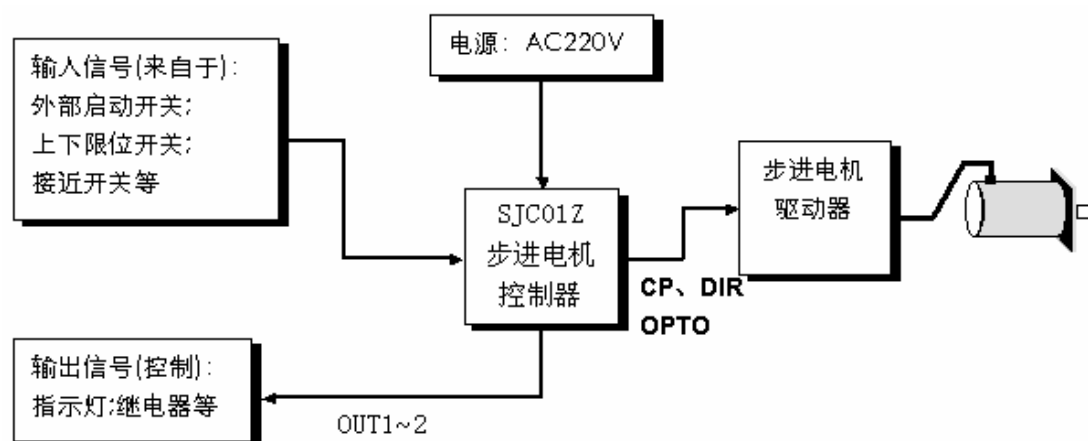 电源: AC220V
输入信号(来自于):
外部启动开关;
上下限位开关;
接近开关等
步进电机
驱动器
SJC01Z
步进电机
控制器
CP、DIR
OPTO
输出信号(控制):
指示灯;继电器等
OUT1~2